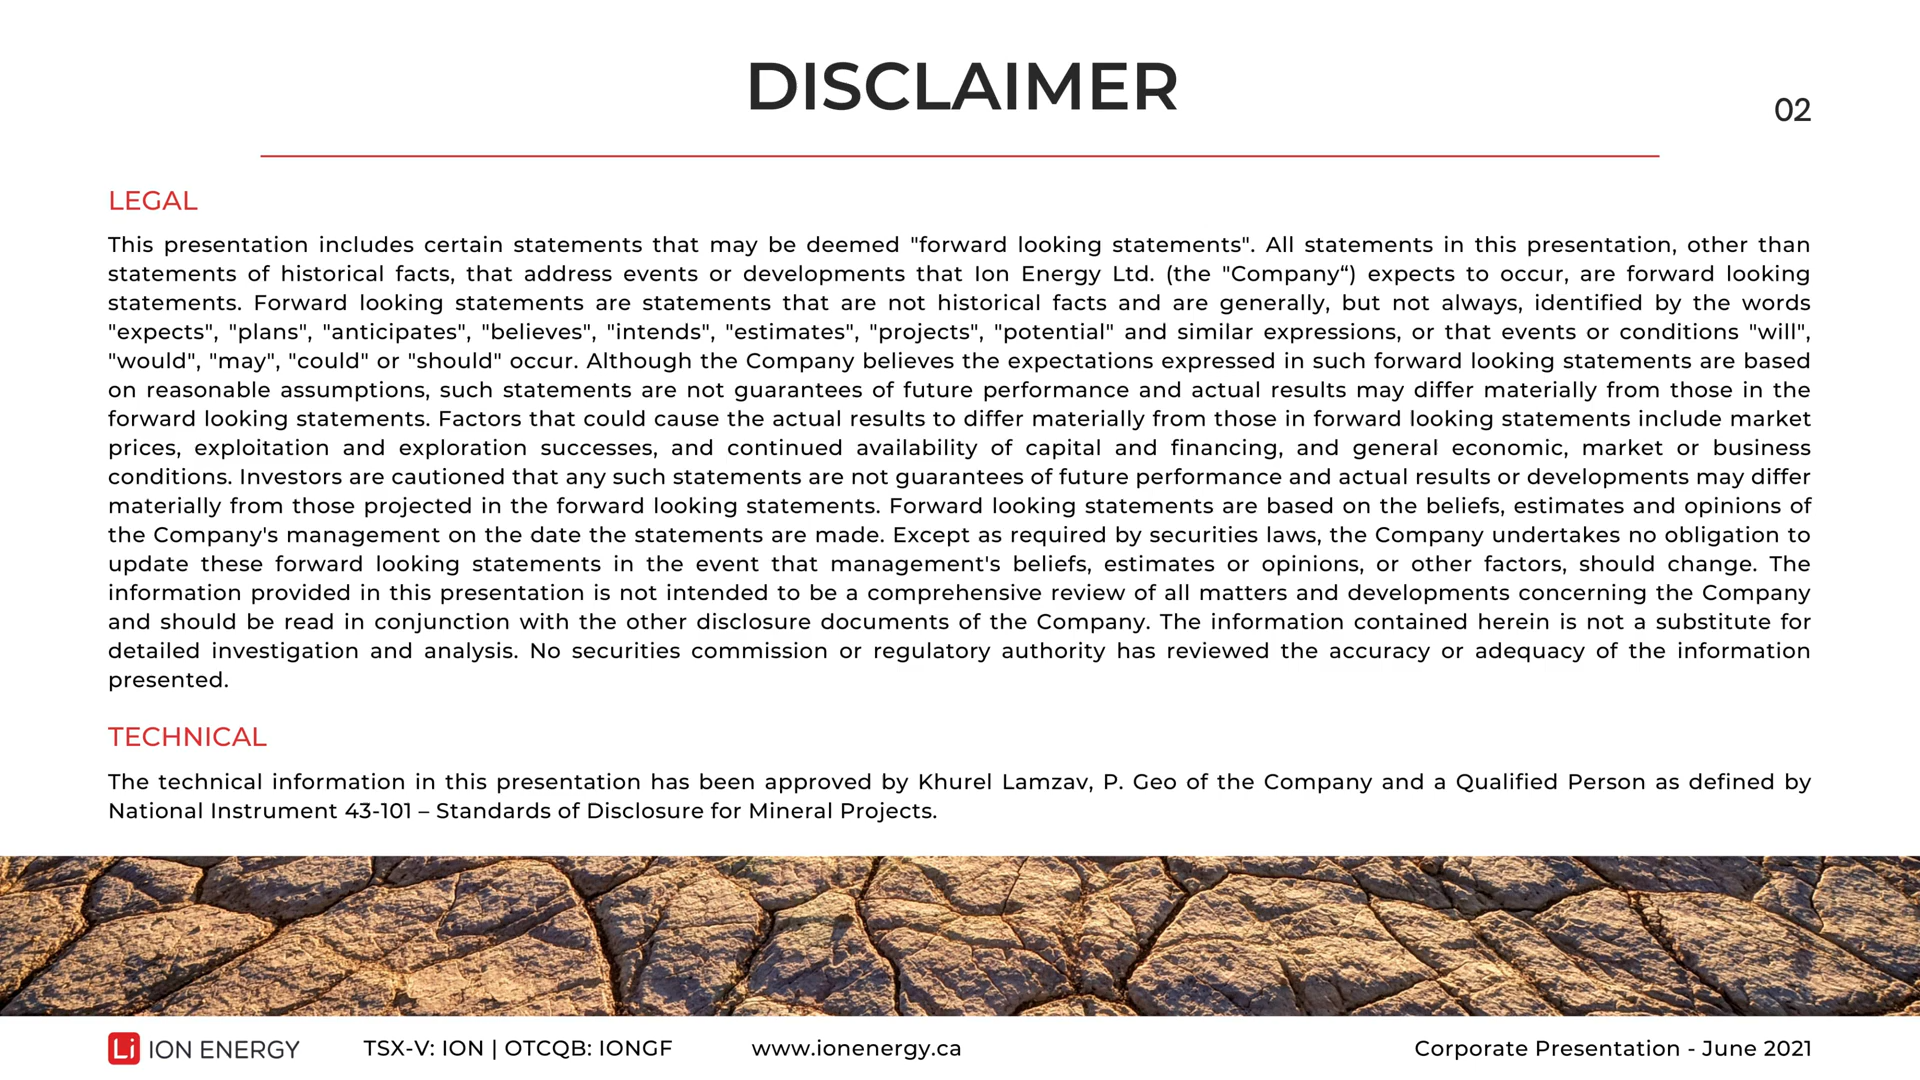 DISCLAIMER
02
LEGAL
This presentation includes certain statements that may be deemed "forward looking statements". All statements in this presentation, other than
statements of historical facts, that address events or developments that Ion Energy Ltd. (the "Company“) expects to occur, are forward looking
statements. Forward looking statements are statements that are not historical facts and are generally, but not always, identified by the words
"expects", "plans", "anticipates", "believes", "intends", "estimates", "projects", "potential" and similar expressions, or that events or conditions "will",
"would", "may", "could" or "should" occur. Although the Company believes the expectations expressed in such forward looking statements are based
on reasonable assumptions, such statements are not guarantees of future performance and actual results may differ materially from those in the
forward looking statements. Factors that could cause the actual results to differ materially from those in forward looking statements include market
prices, exploitation and exploration successes, and continued availability of capital and financing, and general economic, market or business
conditions. Investors are cautioned that any such statements are not guarantees of future performance and actual results or developments may differ
materially from those projected in the forward looking statements. Forward looking statements are based on the beliefs, estimates and opinions of
the Company's management on the date the statements are made. Except as required by securities laws, the Company undertakes no obligation to
update these forward looking statements in the event that management's beliefs, estimates or opinions, or other factors, should change. The
information provided in this presentation is not intended to be a comprehensive review of all matters and developments concerning the Company
and should be read in conjunction with the other disclosure documents of the Company. The information contained herein is not a substitute for
detailed investigation and analysis. No securities commission or regulatory authority has reviewed the accuracy or adequacy of the information
presented.
TECHNICAL
The technical information in this presentation has been approved by Khurel Lamzav, P. Geo of the Company and a Qualified Person as defined by
National Instrument 43-101 – Standards of Disclosure for Mineral Projects.
Li ION ENERGY
TSX-V: ION | OTCQB: IONGF
www.ionenergy.ca
Corporate Presentation - June 2021